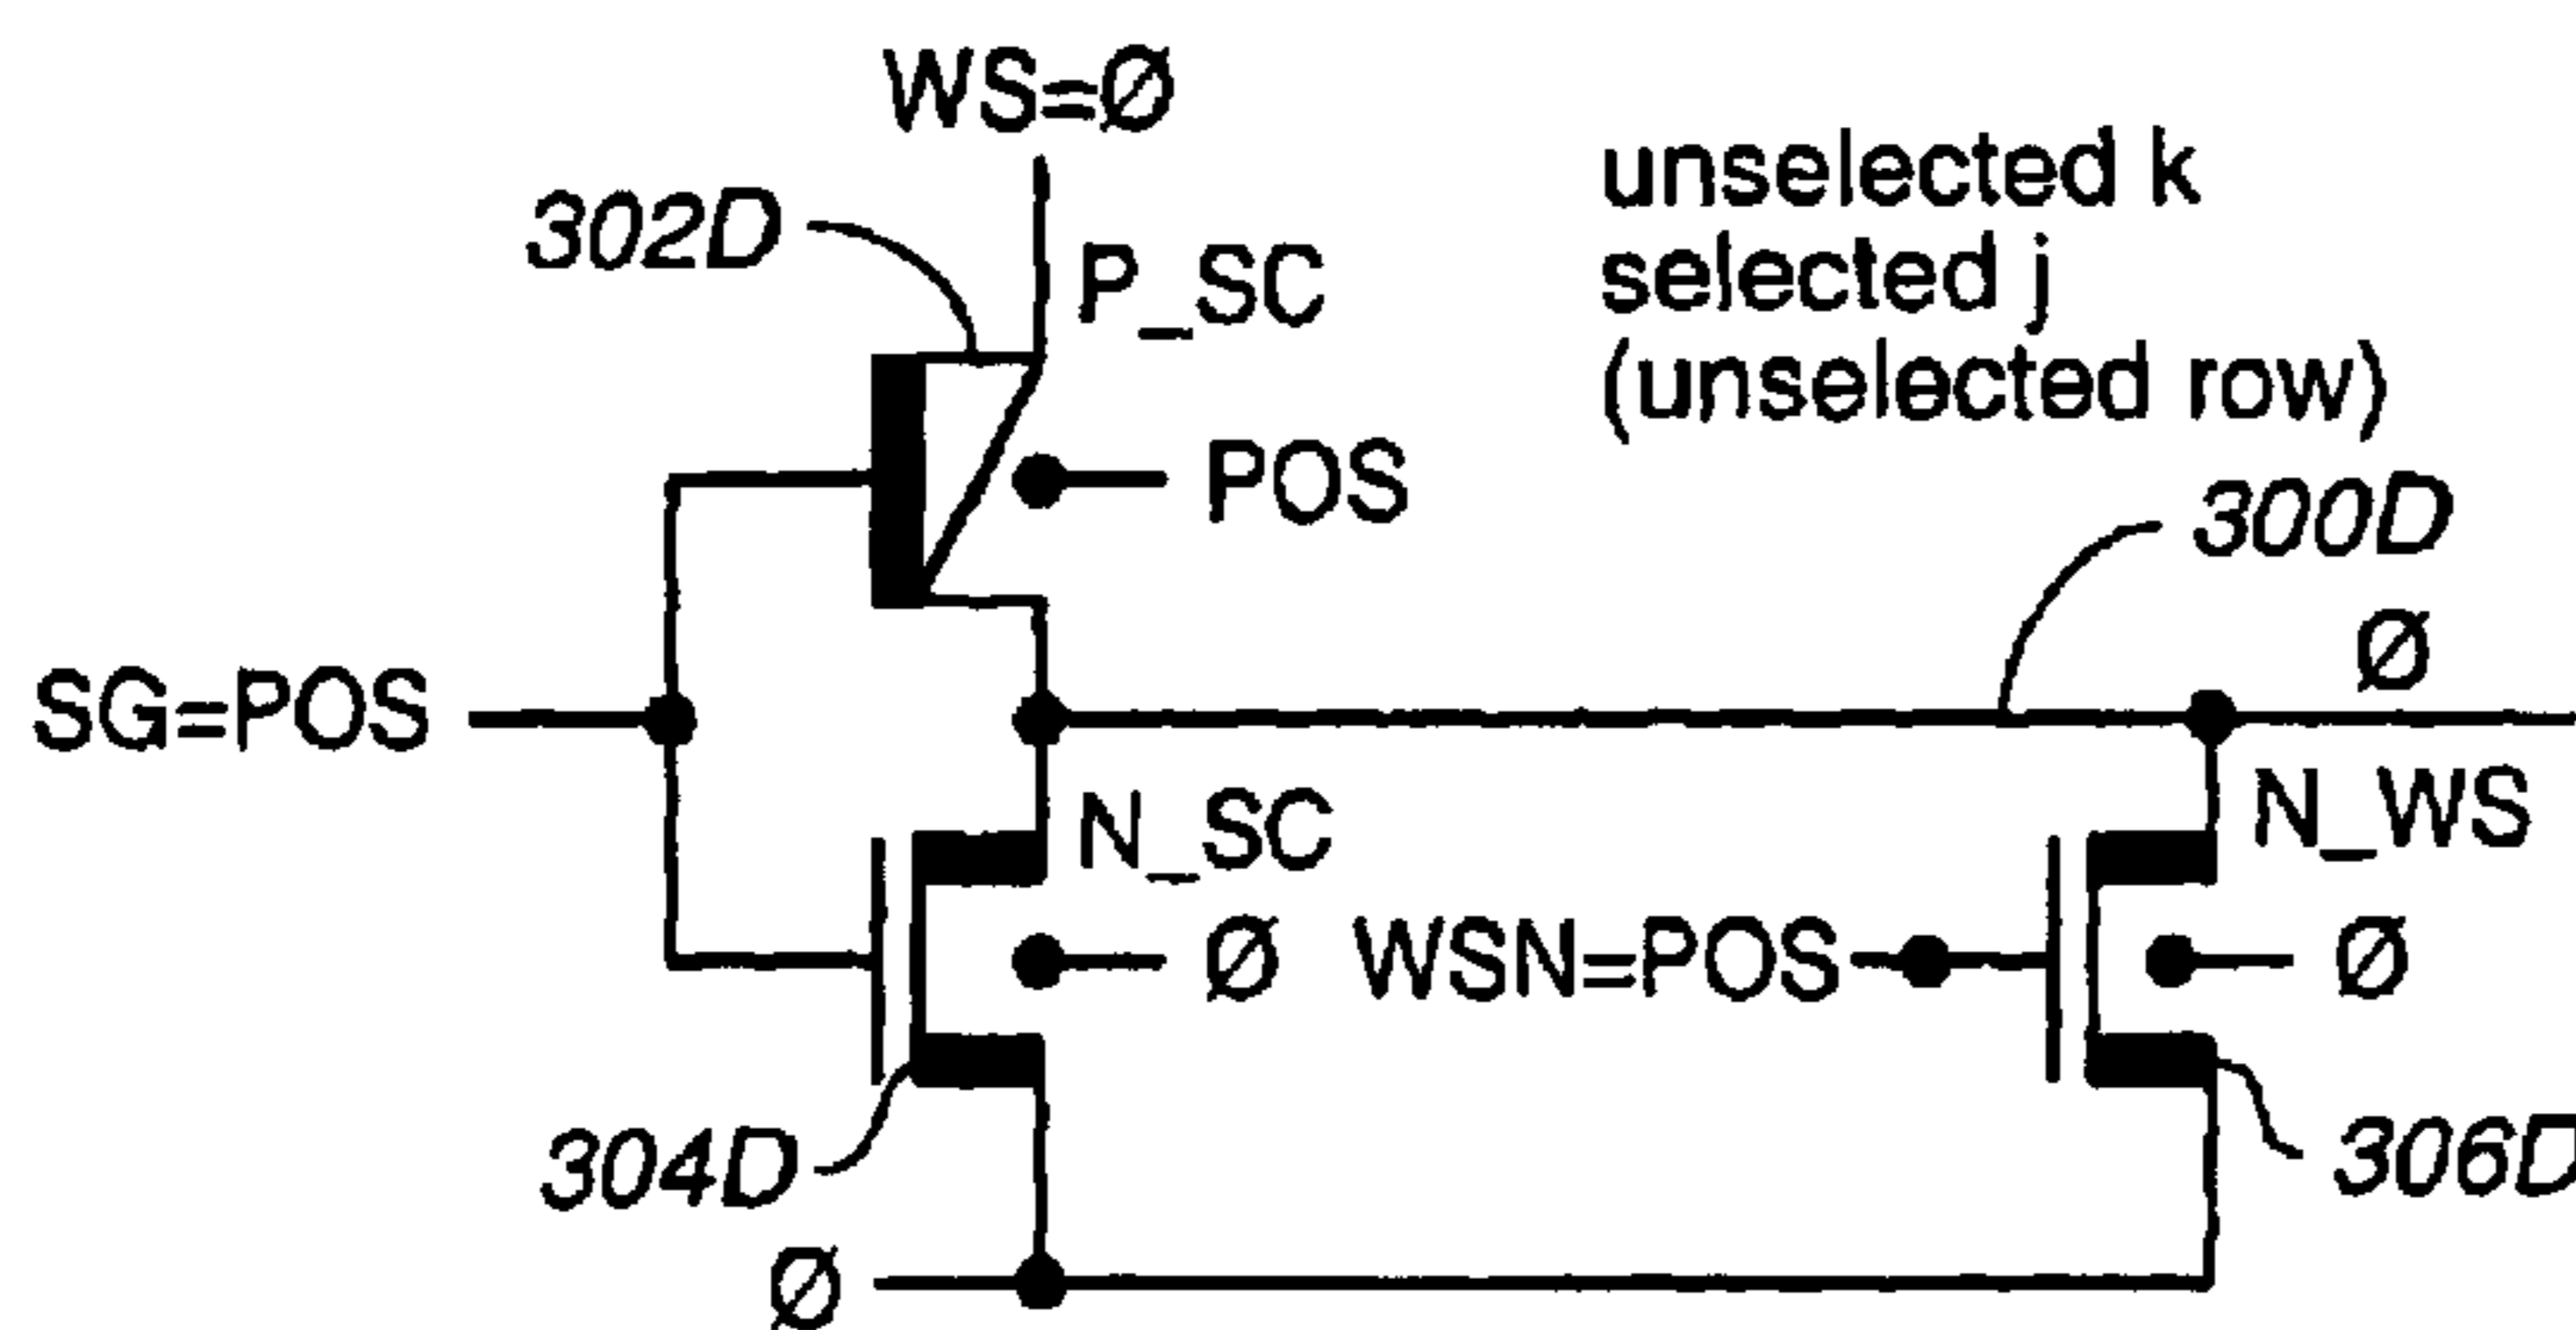 WS=Ø
302D
P_SC
unselected k
selected j
(unselected row)
POS
300D
Ø
SG=POS
N_SC
N_WS
Ø
WSN=POS
Ø
304D
306D
Ø